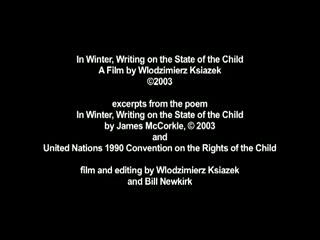 In Winter, Writing on the State of the Child
A Film by Wlodzimierz Ksiazek
©2003
excerpts from the poem
In Winter, Writing on the State of the Child
by James McCorkle, © 2003
and
United Nations 1990 Convention on the Rights of the Child
film and editing by Wlodzimierz Ksiazek
and Bill Newkirk